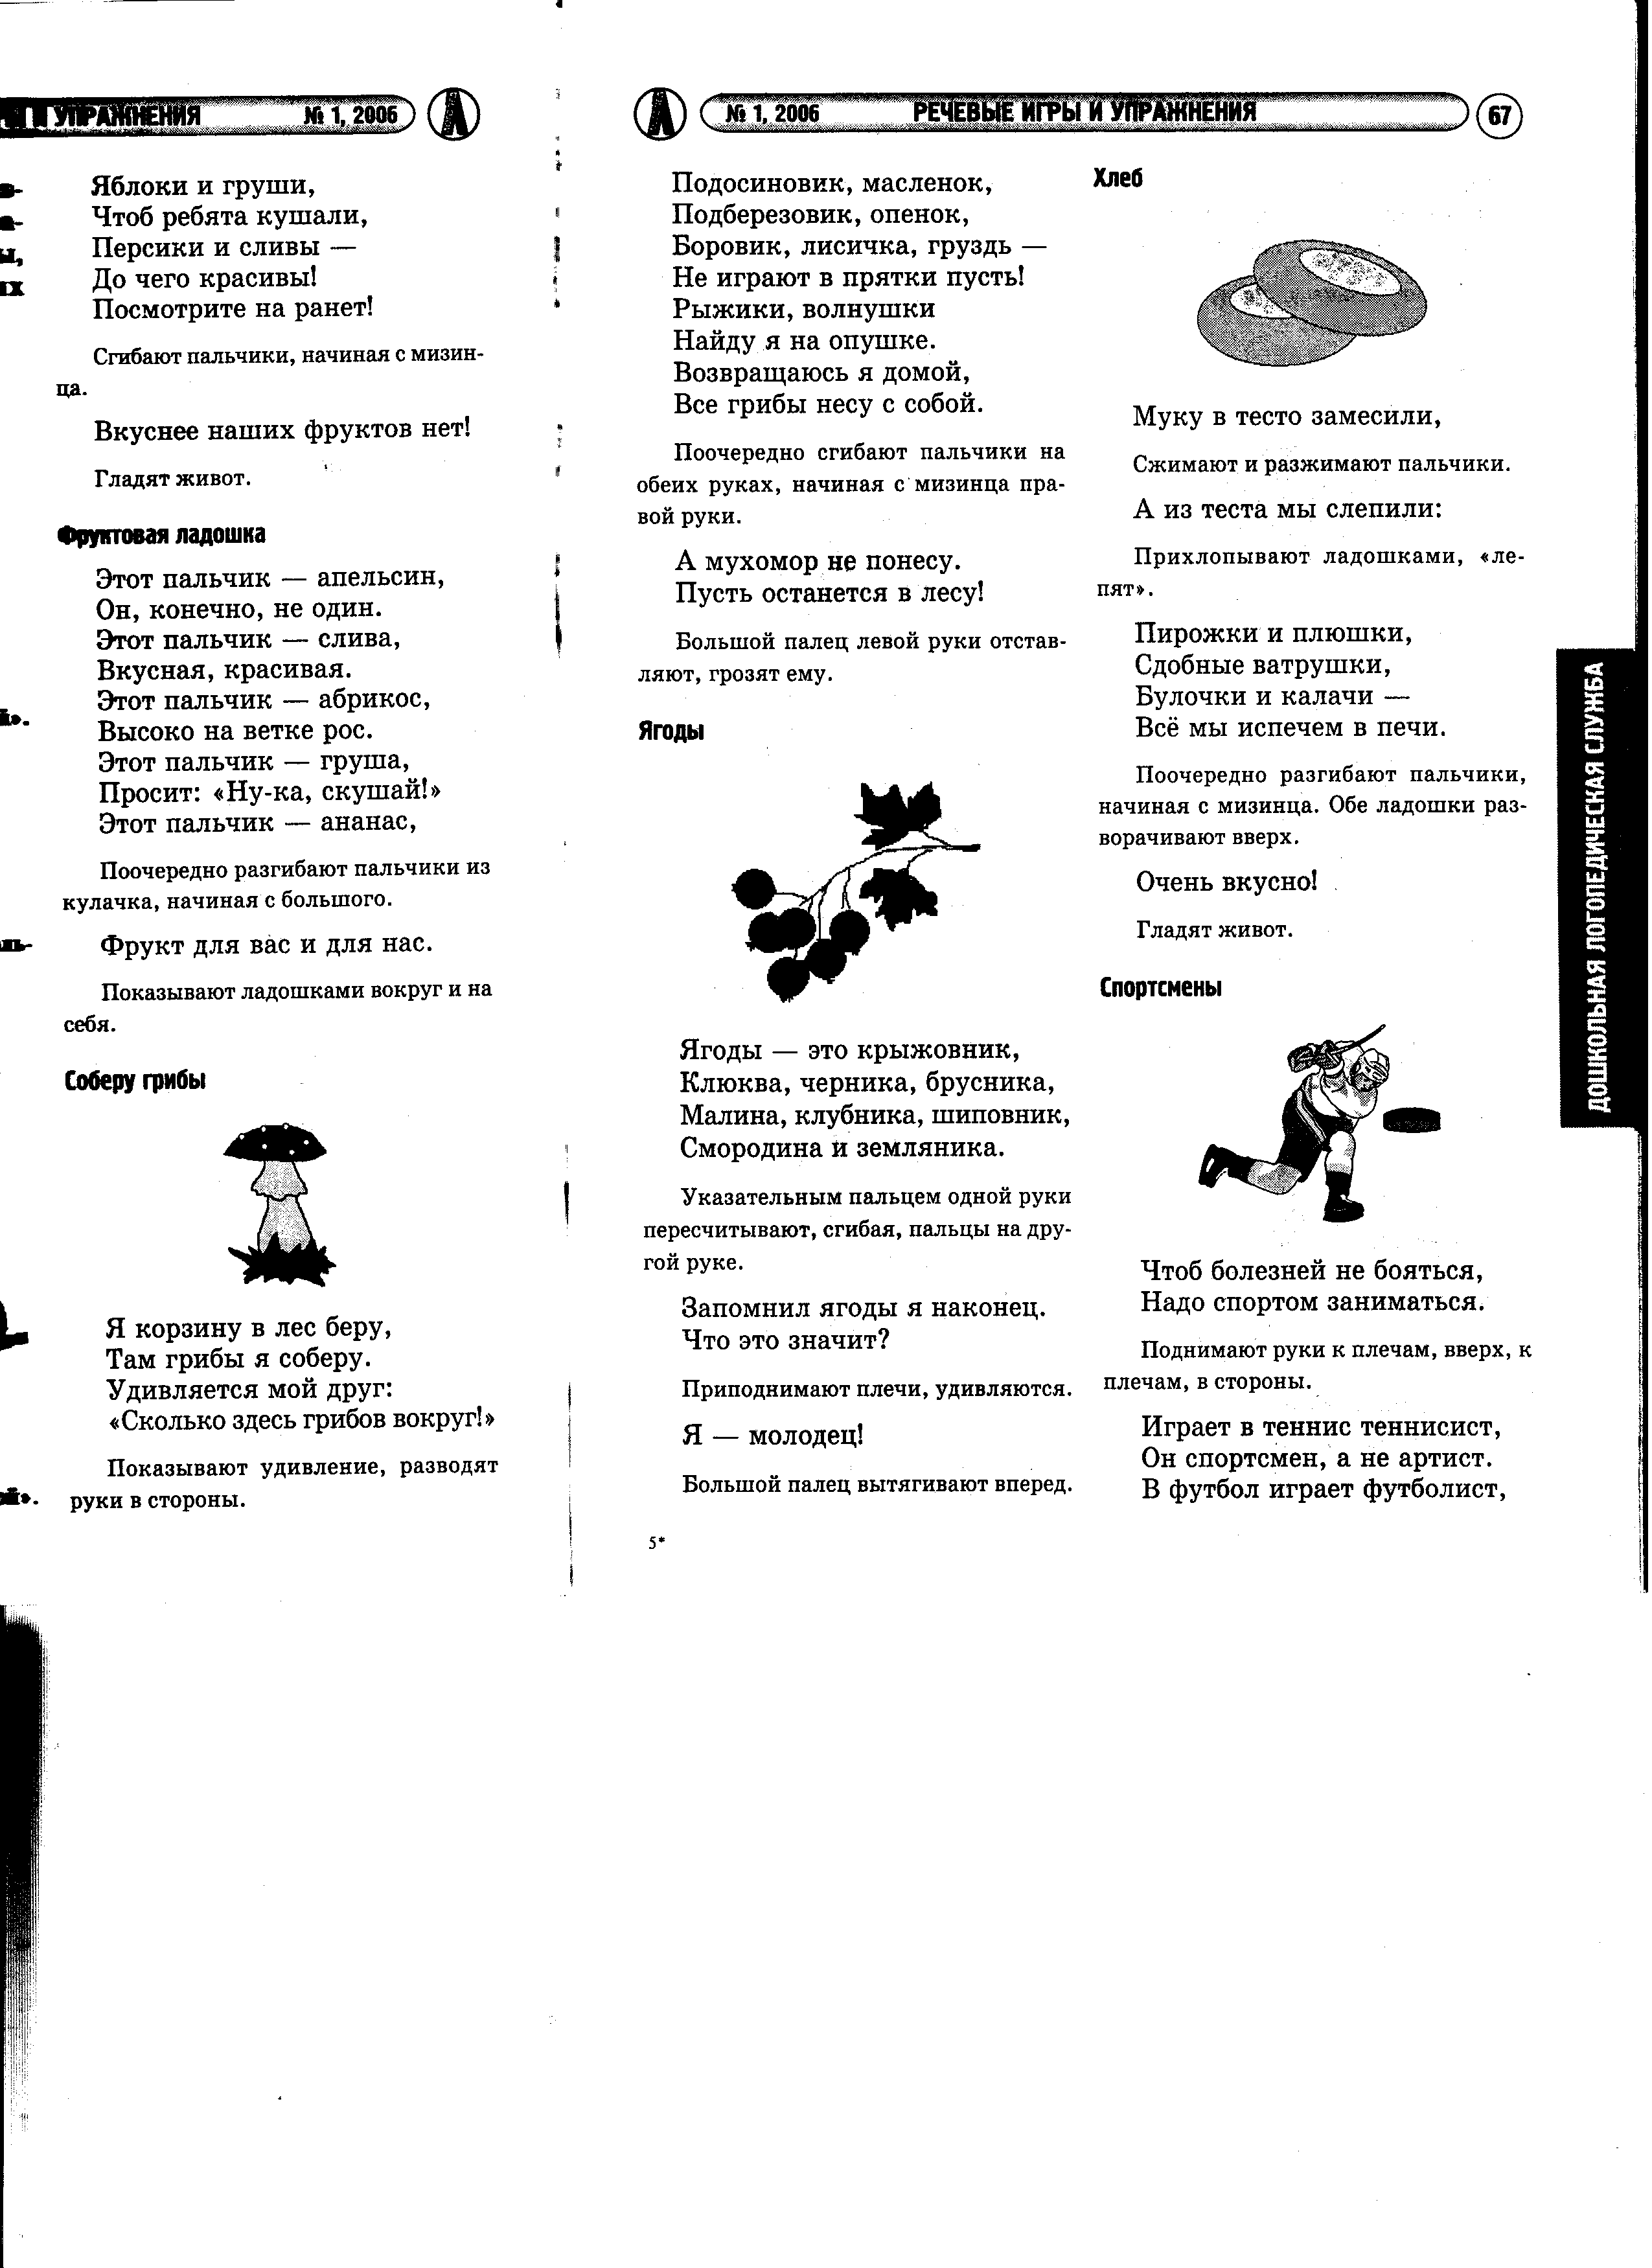 УПРАЖНЕНИЯ № 1, 2006
Яблоки и груши,
Чтоб ребята кушали,
Персики и сливы —
До чего красивы!
Посмотрите на ранет!
Сгибают пальчики, начиная с мизин-
ца.
Вкуснее наших фруктов нет!
Гладят живот.
Фруктовая ладошка
Этот пальчик — апельсин,
Он, конечно, не один.
Этот пальчик — слива,
Вкусная, красивая.
Этот пальчик — абрикос,
Высоко на ветке рос.
Этот пальчик — груша,
Просит: «Ну-ка, скушай!»
Этот пальчик — ананас,
Поочередно разгибают пальчики из
кулачка, начиная с большого.
Фрукт для вас и для нас.
Показывают ладошками вокруг и на
себя.
Соберу грибы
Я корзину в лес беру,
Там грибы я соберу.
Удивляется мой друг:
«Сколько здесь грибов вокруг!»
Показывают удивление, разводят
руки в стороны.
№ 1, 2006 РЕЧЕВЫЕ ИГРЫ И УПРАЖНЕНИЯ 67
Подосиновик, масленок,
Подберезовик, опенок,
Боровик, лисичка, груздь —
Не играют в прятки пусть!
Рыжики, волнушки
Найду я на опушке.
Возвращаюсь я домой,
Все грибы несу с собой.
Поочередно сгибают пальчики на
обеих руках, начиная с мизинца пра-
вой руки.
А мухомор не понесу.
Пусть останется в лесу!
Большой палец левой руки отстав-
ляют, грозят ему.
Ягоды
Ягоды — это крыжовник,
Клюква, черника, брусника,
Малина, клубника, шиповник,
Смородина и земляника.
Указательным пальцем одной руки
пересчитывают, сгибая, пальцы на дру-
гой руке.
Запомнил ягоды я наконец.
Что это значит?
Приподнимают плечи, удивляются.
Я — молодец!
Большой палец вытягивают вперед.
5*
Хлеб
Муку в тесто замесили,
Сжимают и разжимают пальчики.
А из теста мы слепили:
Прихлопывают ладошками, «ле-
пят».
Пирожки и плюшки,
Сдобные ватрушки,
Булочки и калачи —
Всё мы испечем в печи.
Поочередно разгибают пальчики,
начиная с мизинца. Обе ладошки раз-
ворачивают вверх.
Очень вкусно!
Гладят живот.
Спортсмены
Чтоб болезней не бояться,
Надо спортом заниматься.
Поднимают руки к плечам, вверх, к
плечам, в стороны.
Играет в теннис теннисист,
Он спортсмен, а не артист.
В футбол играет футболист,
ДОШКОЛЬНАЯ ЛОГОПЕДИЧЕСКАЯ СЛУЖБА